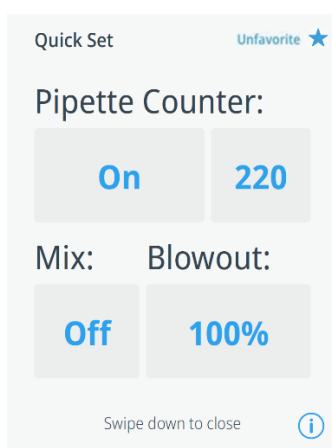 Quick Set Unfavorite
Pipette Counter:
On 220
Mix: Blowout:
Off 100%
Swipe down to close i